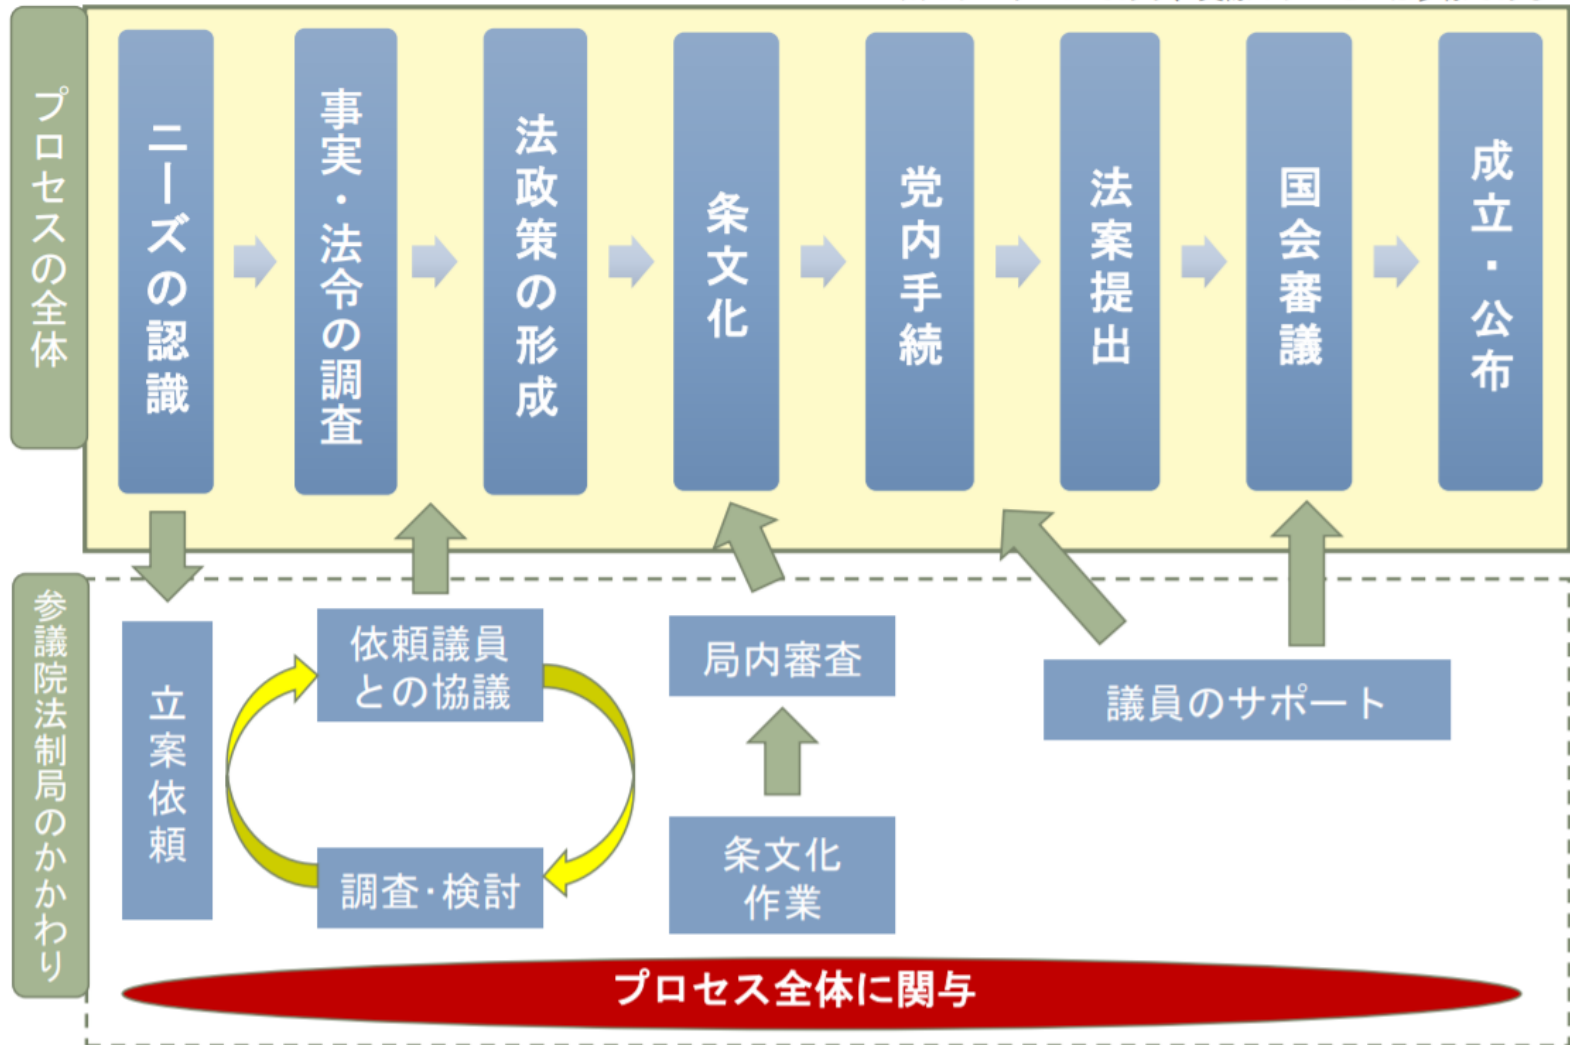 プロセスの全体
ニーズの認識
事実・法令の調査
法政策の形成
条文化
党内手続
法案提出
国会審議
成立・公布
参議院法制局のかかわり
立案依頼
依頼議員
との協議
調査・検討
局内審査
条文化
作業
議員のサポート
プロセス全体に関与